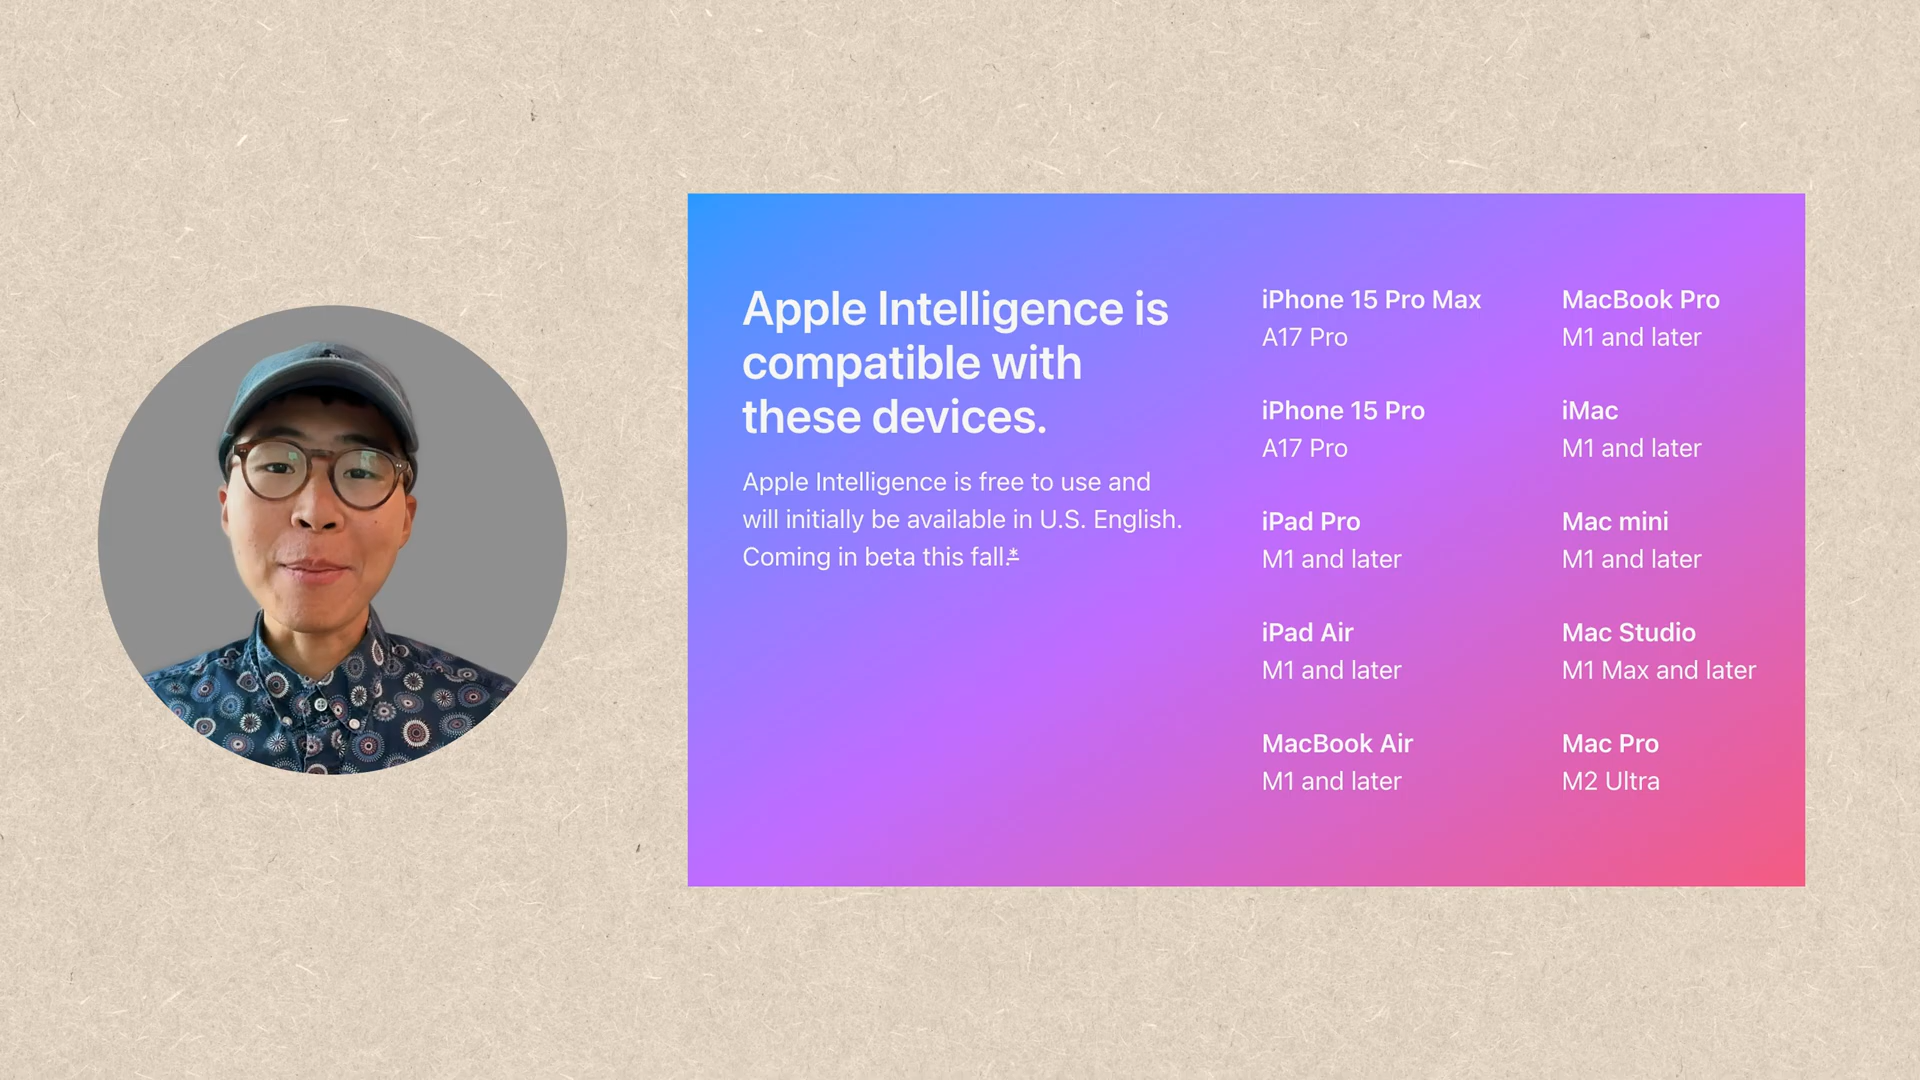 Apple Intelligence is
compatible with
these devices.
Apple Intelligence is free to use and
will initially be available in U.S. English.
Coming in beta this fall.*
iPhone 15 Pro Max
A17 Pro
iPhone 15 Pro
A17 Pro
iPad Pro
M1 and later
iPad Air
M1 and later
MacBook Air
M1 and later
MacBook Pro
M1 and later
iMac
M1 and later
Mac mini
M1 and later
Mac Studio
M1 Max and later
Mac Pro
M2 Ultra